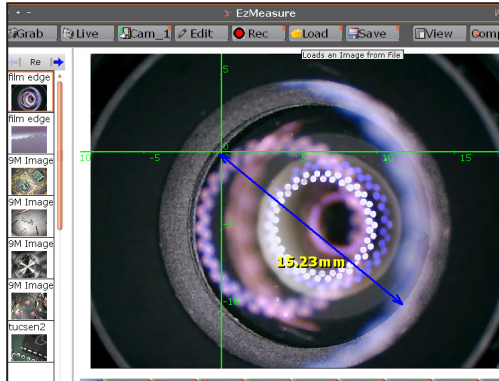 EzMeasure
Grab Live Cam_1 Edit Rec Load Save View Comp
Loads an Image from File
Re
film edge
film edge
9M Image
9M Image
9M Image
9M Image
tucsen2
5
10 -5 0 5 10 15
-5
-10
15.23mm